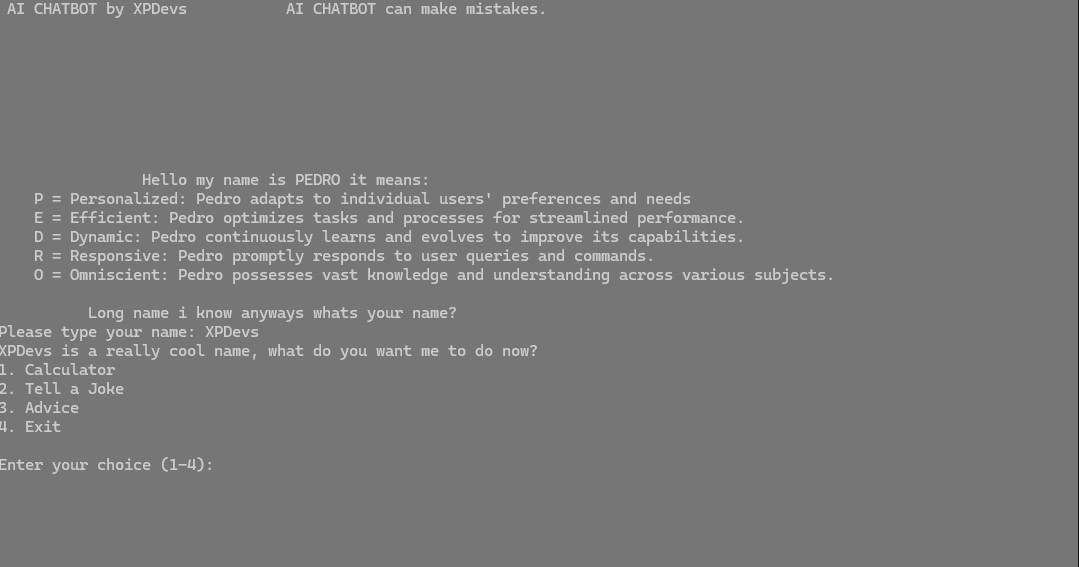 AI CHATBOT by XPDevs AI CHATBOT can make mistakes.
Hello my name is PEDRO it means:
P = Personalized: Pedro adapts to individual users' preferences and needs
E = Efficient: Pedro optimizes tasks and processes for streamlined performance.
D = Dynamic: Pedro continuously learns and evolves to improve its capabilities.
R = Responsive: Pedro promptly responds to user queries and commands.
O = Omniscient: Pedro possesses vast knowledge and understanding across various subjects.
Long name i know anyways whats your name?
Please type your name: XPDevs
XPDevs is a really cool name, what do you want me to do now?
1. Calculator
2. Tell a Joke
3. Advice
4. Exit
Enter your choice (1-4):